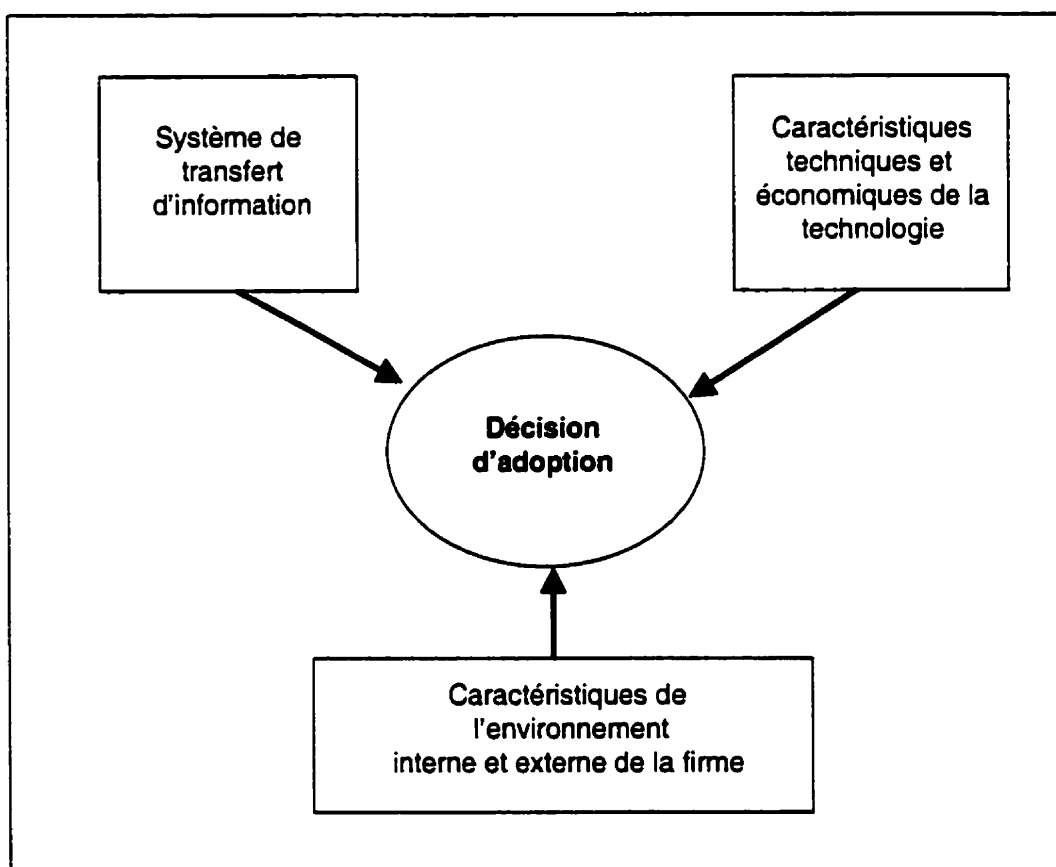 Système de
transfert
d'information
Caractéristiques
techniques et
économiques de la
technologie
Décision
d'adoption
Caractéristiques de
l'environnement
interne et externe de la firme